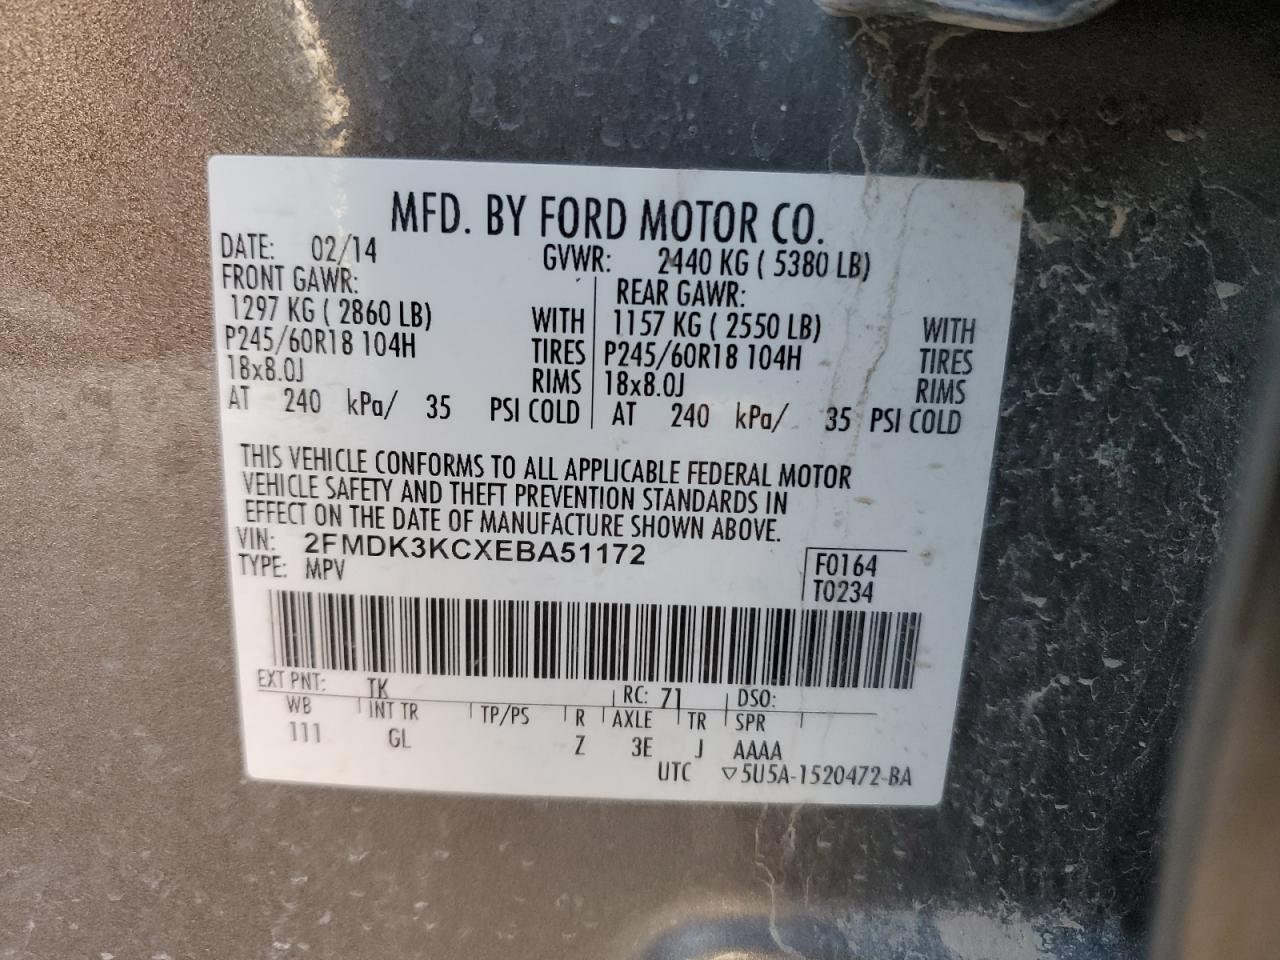 MFD. BY FORD MOTOR CO.
DATE: 02/14 GVWR: 2440 KG ( 5380 LB)
FRONT GAWR: REAR GAWR:
1297 KG ( 2860 LB) WITH 1157 KG ( 2550 LB) WITH
P245/60R18 104H TIRES P245/60R18 104H TIRES
18x8.0J RIMS 18x8.0J RIMS
AT 240 kPa/ 35 PSI COLD AT 240 kPa/ 35 PSI COLD
THIS VEHICLE CONFORMS TO ALL APPLICABLE FEDERAL MOTOR
VEHICLE SAFETY AND THEFT PREVENTION STANDARDS IN
EFFECT ON THE DATE OF MANUFACTURE SHOWN ABOVE.
VIN: 2FMDK3KCXEBA51172
TYPE: MPV
F0164
T0234
EXT PNT: TK RC: 71 DSO:
WB INT TR TP/PS R AXLE TR SPR
111 GL Z 3E J AAAA
UTC ▽5U5A-1520472-BA